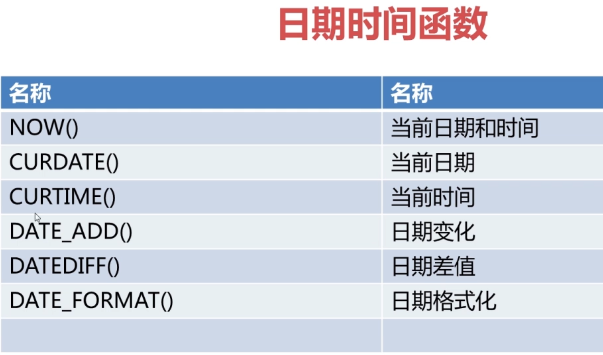 日期时间函数
名称 名称
NOW() 当前日期和时间
CURDATE() 当前日期
CURTIME() 当前时间
DATE_ADD() 日期变化
DATEDIFF() 日期差值
DATE_FORMAT() 日期格式化